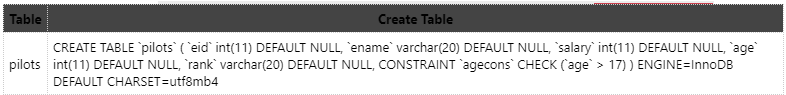 Table Create Table
CREATE TABLE `pilots` ( `eid` int(11) DEFAULT NULL, `ename` varchar(20) DEFAULT NULL, `salary` int(11) DEFAULT NULL, `age`
pilots int(11) DEFAULT NULL, `rank` varchar(20) DEFAULT NULL, CONSTRAINT `agecons` CHECK (`age` > 17) ) ENGINE=InnoDB
DEFAULT CHARSET=utf8mb4